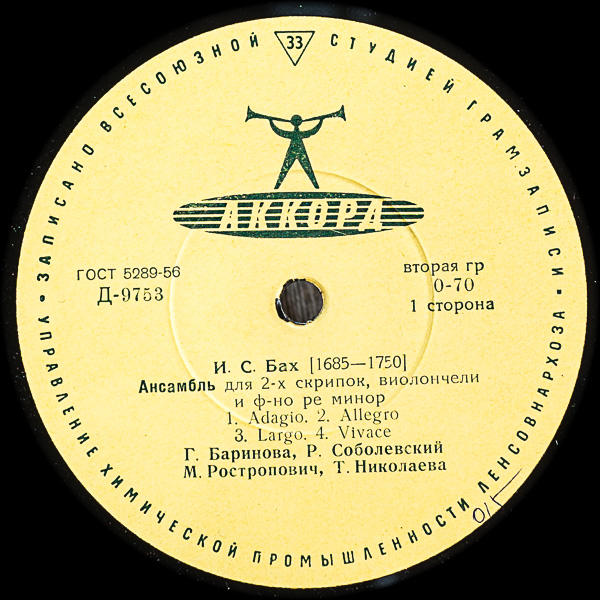 ЗАПИСАНО ВСЕСОЮЗНОЙ 33 СТУДИЕЙ ГРАМЗАПИСИ
АККОРД
ГОСТ 5289-56
Д-9753
вторая гр
0-70
1 сторона
И. С. Бах [1685—1750]
Ансамбль для 2-х скрипок, виолончели
и ф-но ре минор
1. Adagio. 2. Allegro
3. Largo. 4. Vivace
Г. Баринова, Р. Соболевский
М. Ростропович, Т. Николаева
УПРАВЛЕНИЕ ХИМИЧЕСКОЙ ПРОМЫШЛЕННОСТИ ЛЕНСОВНАРХОЗА